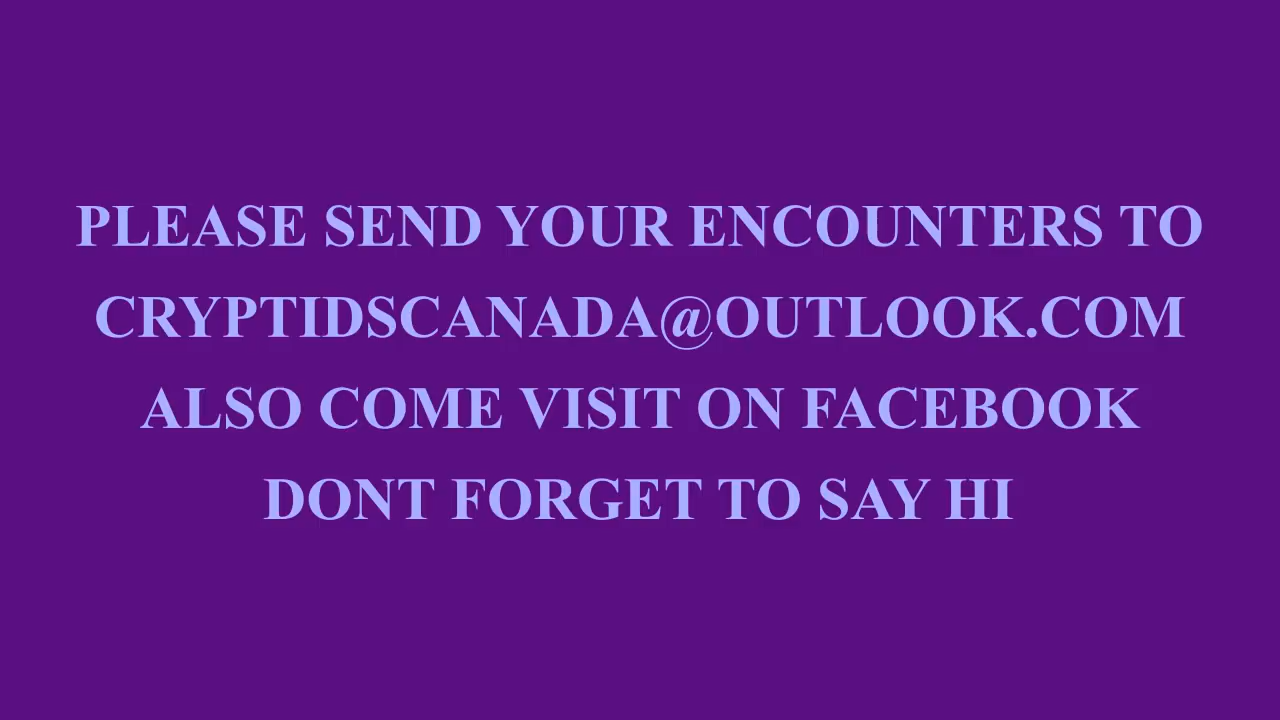 PLEASE SEND YOUR ENCOUNTERS TO
CRYPTIDSCANADA@OUTLOOK.COM
ALSO COME VISIT ON FACEBOOK
DONT FORGET TO SAY HI